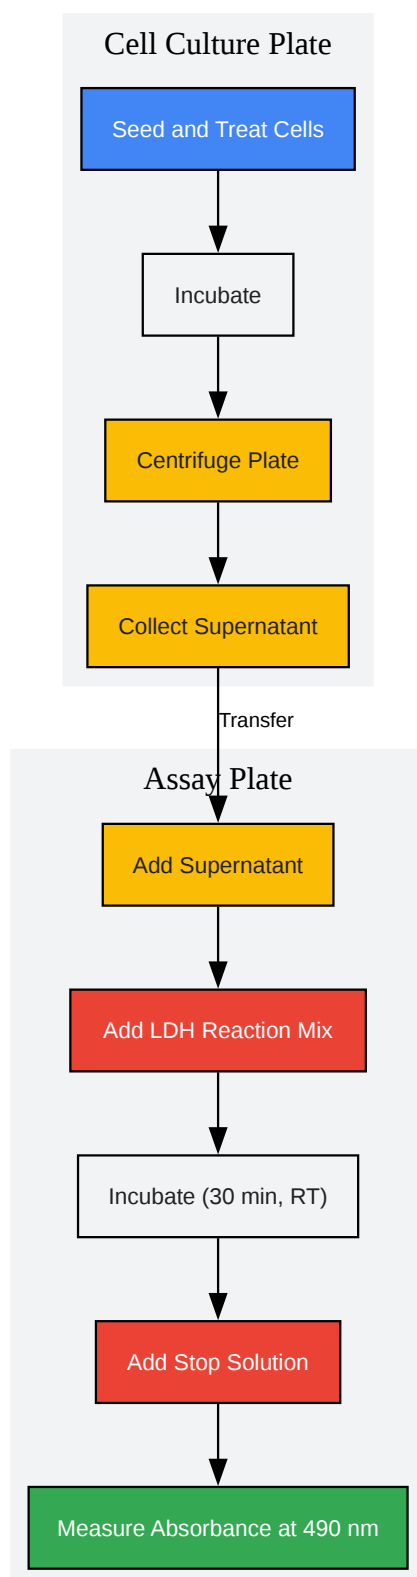 Cell Culture Plate
Seed and Treat Cells
Incubate
Centrifuge Plate
Collect Supernatant
Transfer
Assay Plate
Add Supernatant
Add LDH Reaction Mix
Incubate (30 min, RT)
Add Stop Solution
Measure Absorbance at 490 nm